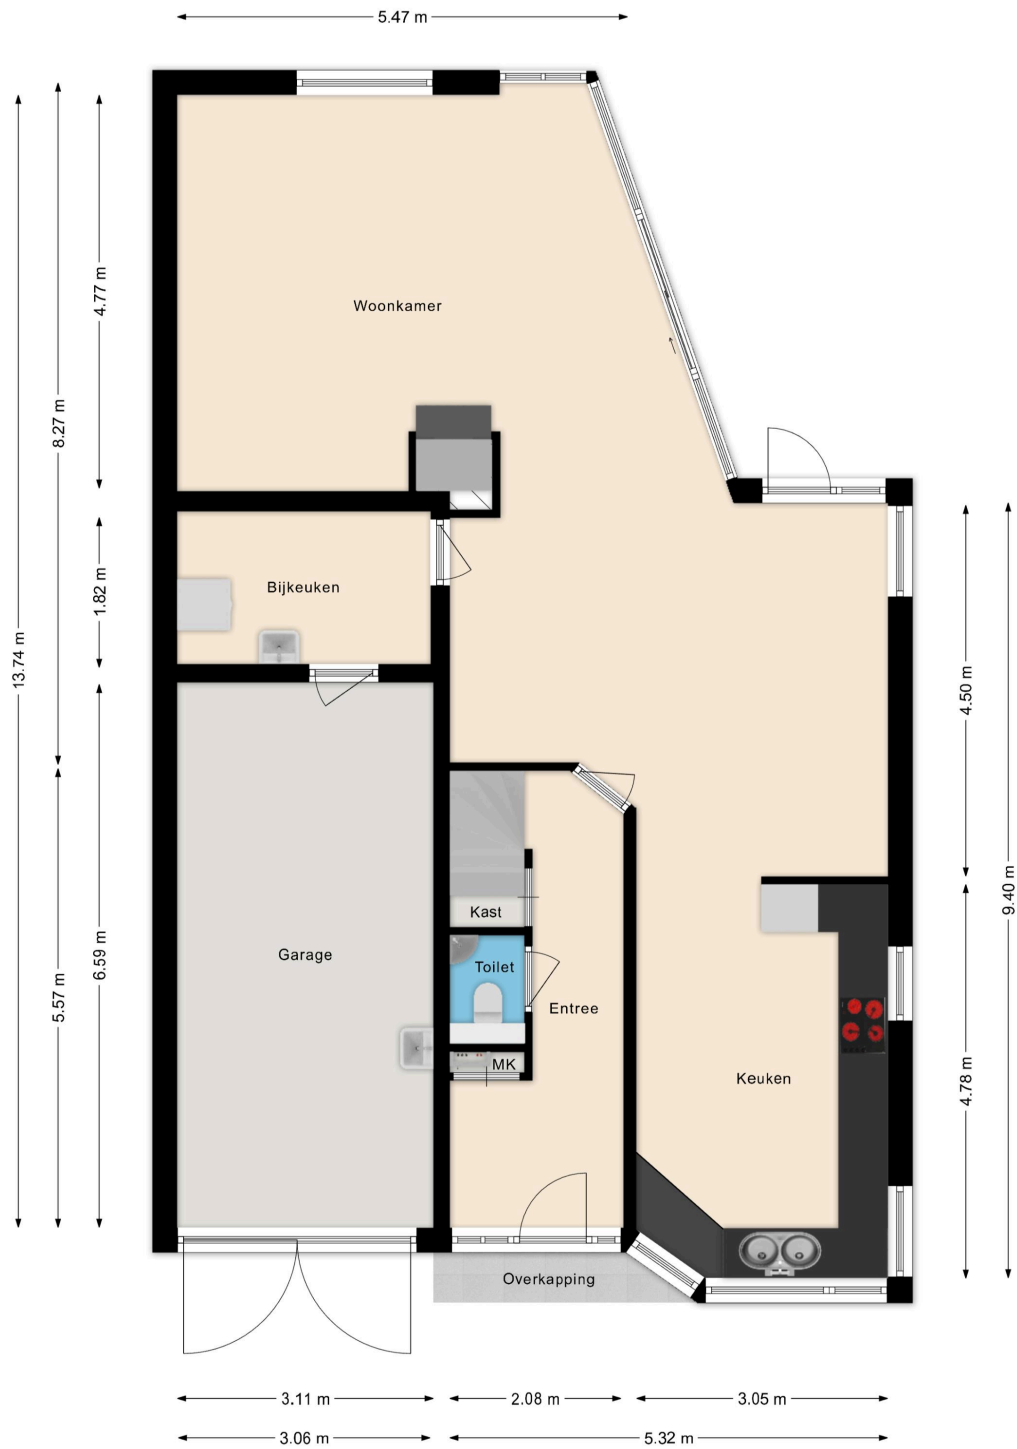 5.47 m
Woonkamer
4.77 m
8.27 m
13.74 m
Bijkeuken
1.82 m
4.50 m
9.40 m
Kast
Garage
Toilet
Entree
MK
Keuken
6.59 m
5.57 m
4.78 m
Overkapping
3.11 m
2.08 m
3.05 m
3.06 m
5.32 m